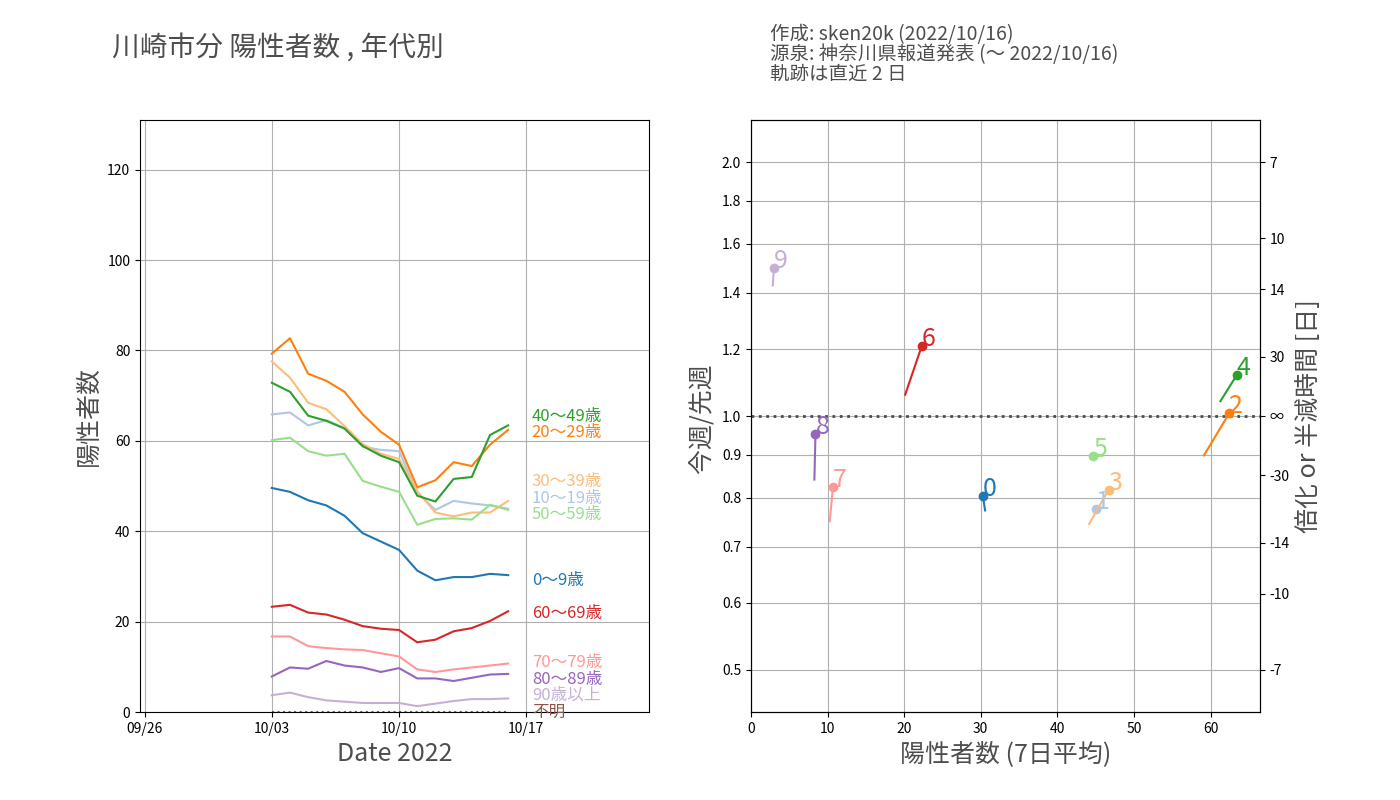 川崎市分 陽性者数 , 年代別
作成: sken20k (2022/10/16)
源泉: 神奈川県報道発表 (～ 2022/10/16)
軌跡は直近 2 日
陽性者数
120
100
80
60
40
20
0
09/26
10/03
10/10
10/17
Date 2022
40～49歳
20～29歳
30～39歳
10～19歳
50～59歳
0～9歳
60～69歳
70～79歳
80～89歳
90歳以上
不明
今週/先週
2.0
1.8
1.6
1.4
1.2
1.0
0.9
0.8
0.7
0.6
0.5
0
10
20
30
40
50
60
陽性者数 (7日平均)
9
6
4
2
8
5
7
3
0
1
7
10
14
30
∞
-30
-14
-10
-7
倍化 or 半減時間 [日]